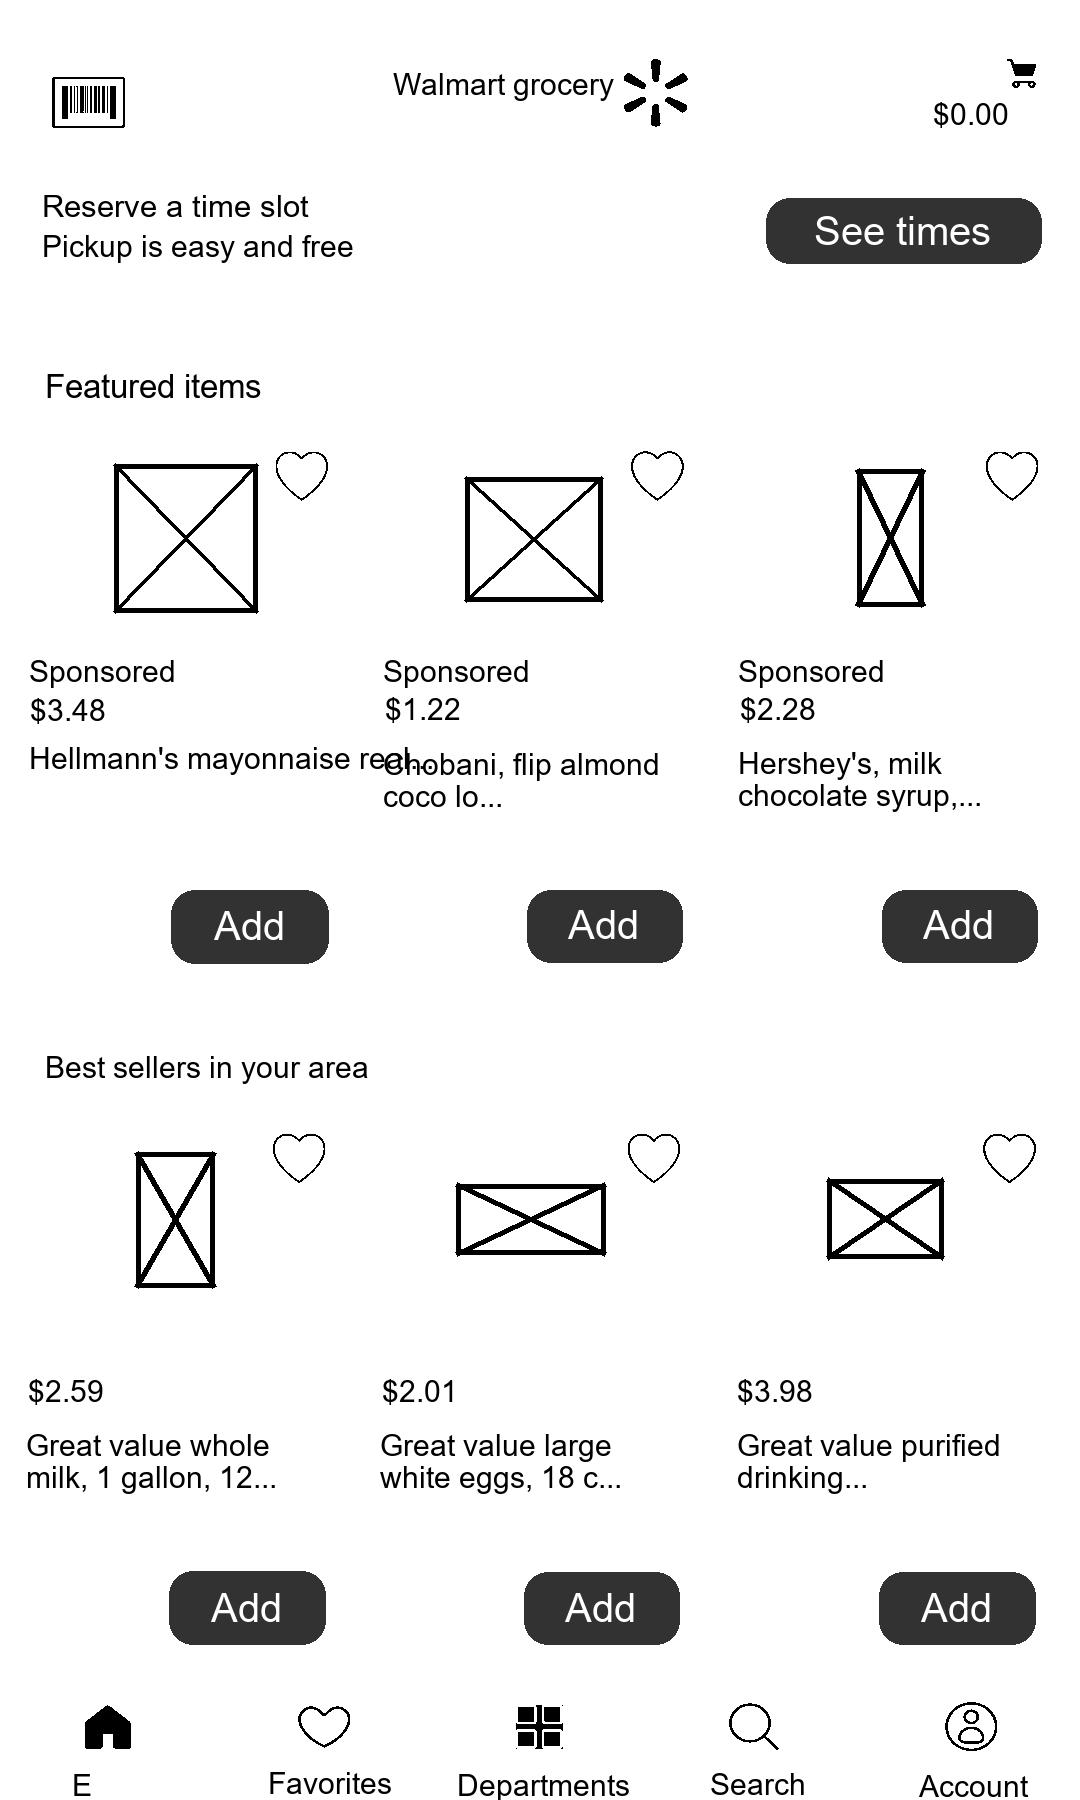 Walmart grocery
$0.00
Reserve a time slot
Pickup is easy and free
See times
Featured items
Sponsored
$3.48
Hellmann's mayonnaise real...
Sponsored
$1.22
Chobani, flip almond
coco lo...
Sponsored
$2.28
Hershey's, milk
chocolate syrup,...
Add
Add
Add
Best sellers in your area
$2.59
Great value whole
milk, 1 gallon, 12...
$2.01
Great value large
white eggs, 18 c...
$3.98
Great value purified
drinking...
Add
Add
Add
E
Favorites
Departments
Search
Account